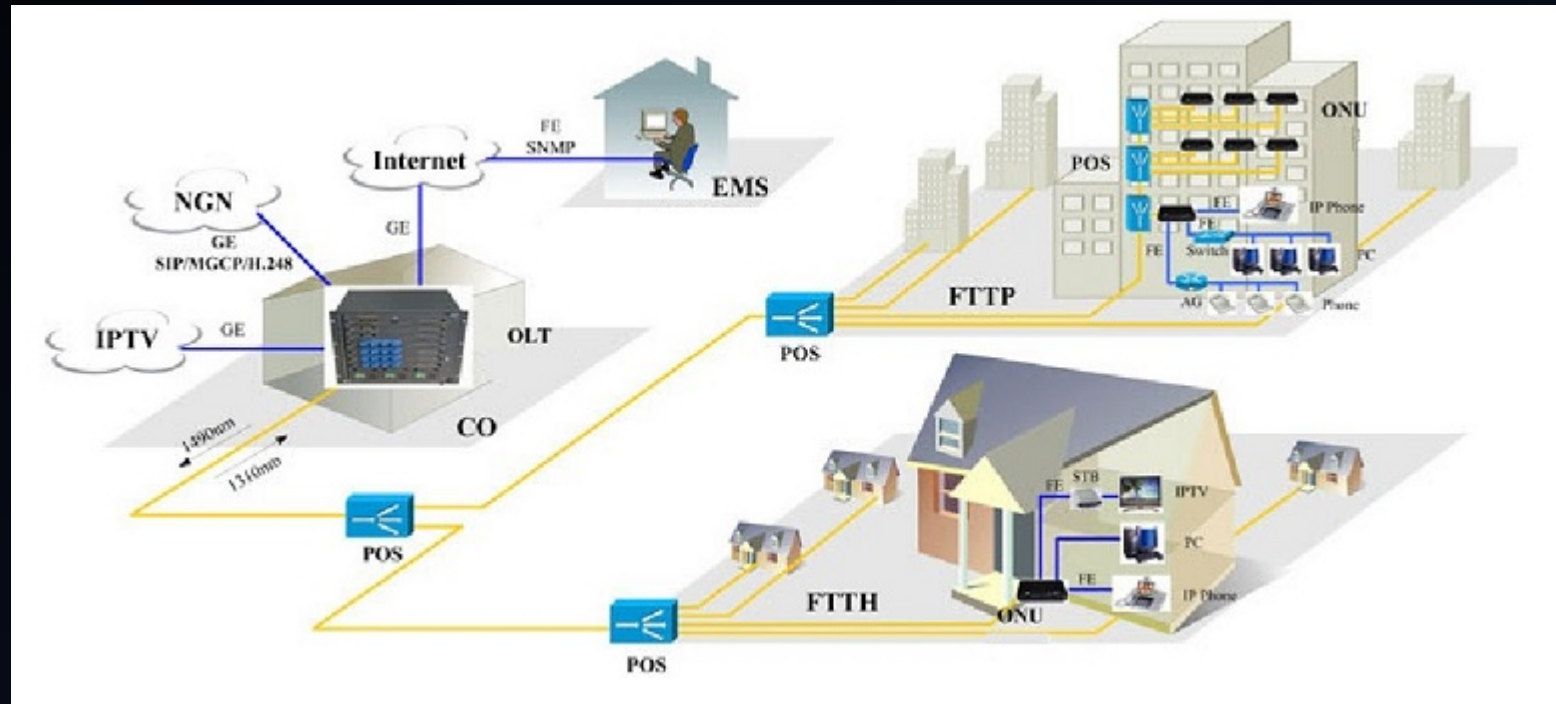 Internet
FE
SNMP
EMS
NGN
GE
SIP/MGCP/H.248
GE
IPTV
GE
OLT
CO
1490nm
1310nm
POS
POS
FTTP
POS
ONU
FE
IP Phone
FE
Switch
FE
PC
AG
Phone
POS
FTTH
ONU
FE
STB
IPTV
PC
FE
IP Phone